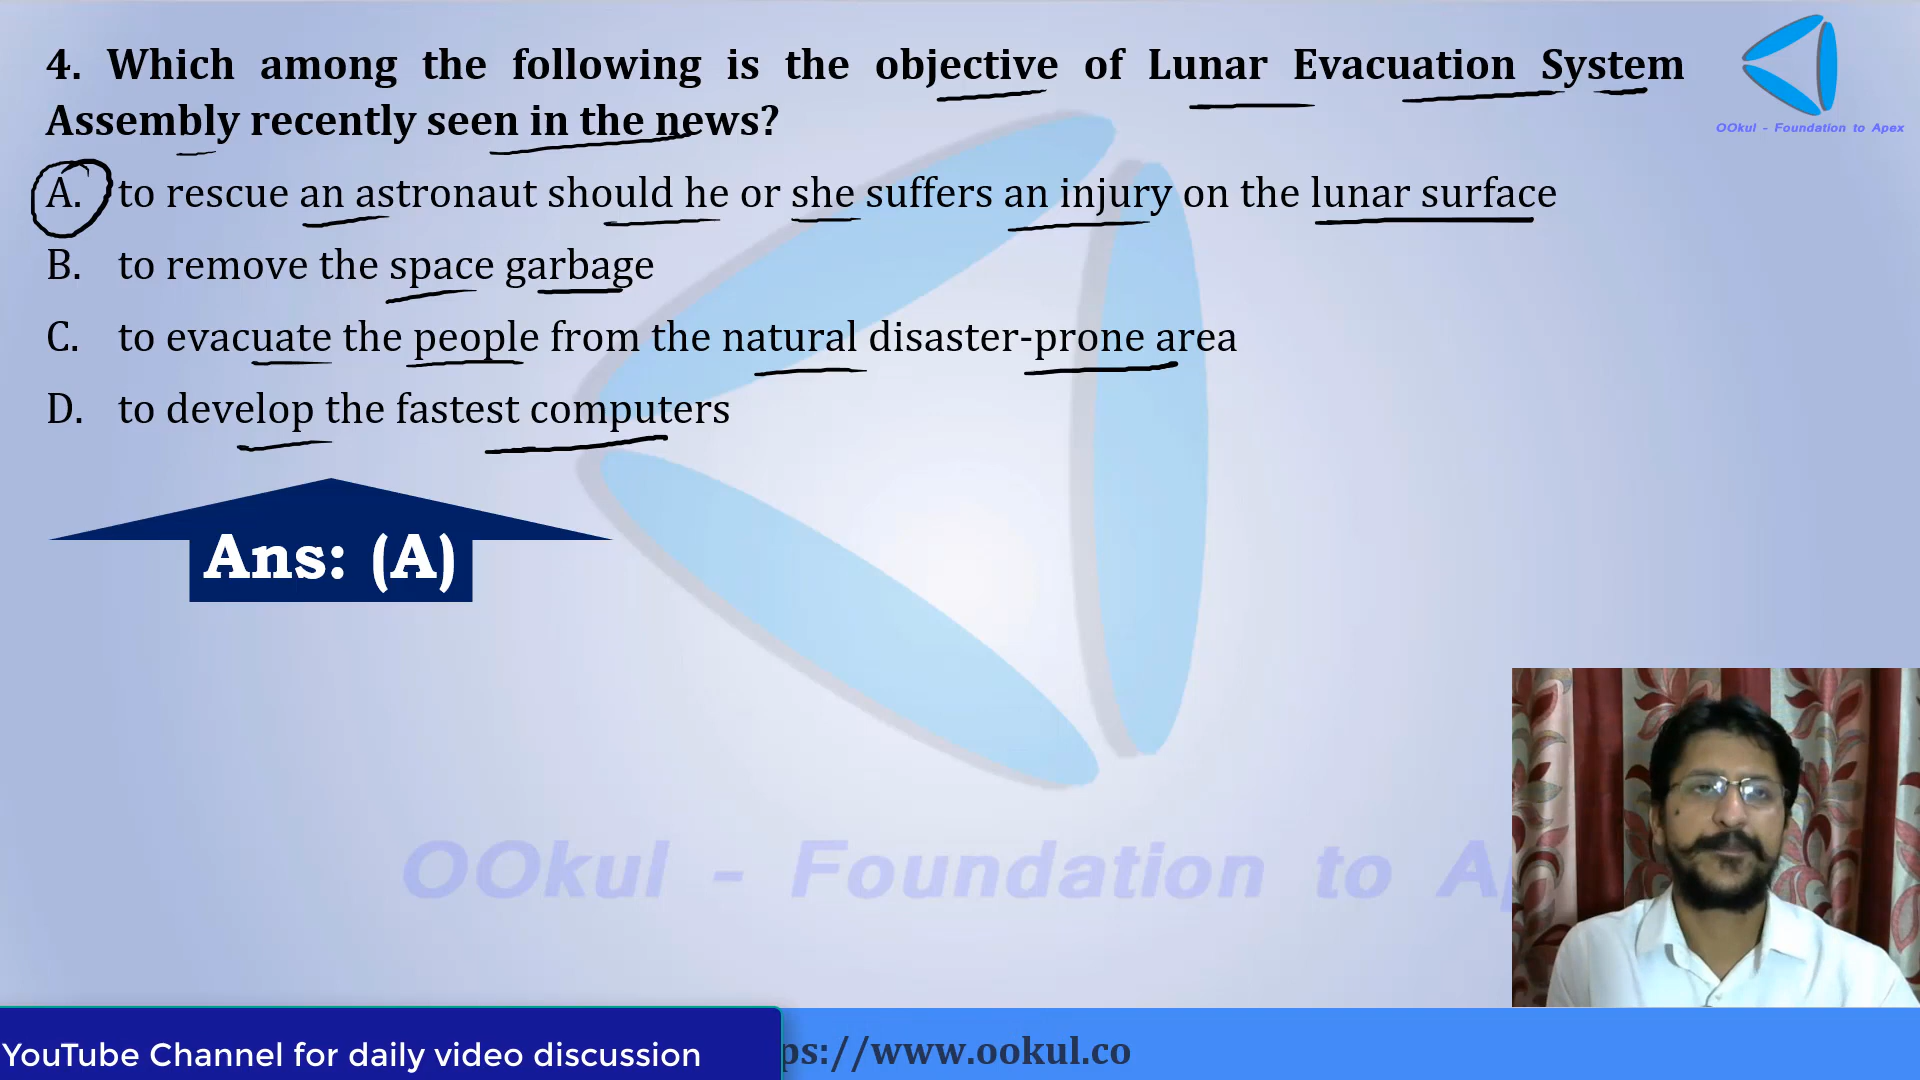 4. Which among the following is the objective of Lunar Evacuation System
Assembly recently seen in the news?
A. to rescue an astronaut should he or she suffers an injury on the lunar surface
B. to remove the space garbage
C. to evacuate the people from the natural disaster-prone area
D. to develop the fastest computers
Ans: (A)
OOkul - Foundation to Apex
OOkul - Foundation to Ap
YouTube Channel for daily video discussion
ps://www.ookul.co